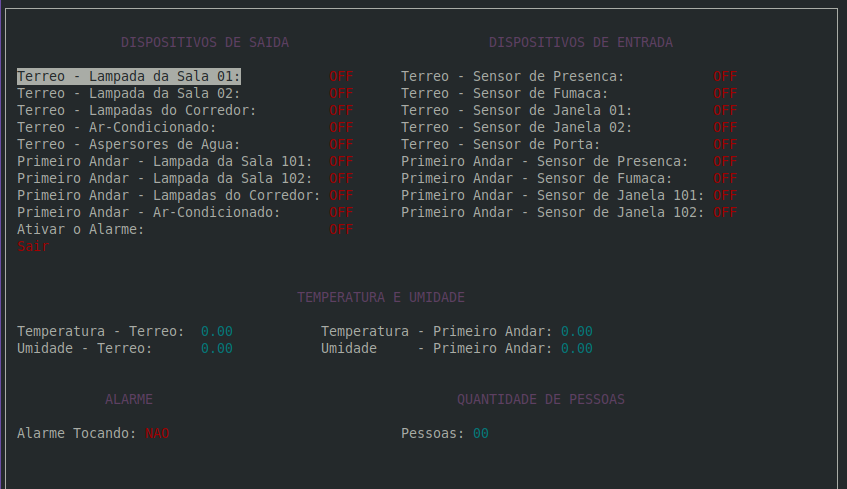 DISPOSITIVOS DE SAIDA    DISPOSITIVOS DE ENTRADA
Terreo - Lampada da Sala 01: OFF    Terreo - Sensor de Presenca: OFF
Terreo - Lampada da Sala 02: OFF    Terreo - Sensor de Fumaca: OFF
Terreo - Lampadas do Corredor: OFF    Terreo - Sensor de Janela 01: OFF
Terreo - Ar-Condicionado: OFF    Terreo - Sensor de Janela 02: OFF
Terreo - Aspersores de Agua: OFF    Terreo - Sensor de Porta: OFF
Primeiro Andar - Lampada da Sala 101: OFF    Primeiro Andar - Sensor de Presenca: OFF
Primeiro Andar - Lampada da Sala 102: OFF    Primeiro Andar - Sensor de Fumaca: OFF
Primeiro Andar - Lampadas do Corredor: OFF    Primeiro Andar - Sensor de Janela 101: OFF
Primeiro Andar - Ar-Condicionado: OFF    Primeiro Andar - Sensor de Janela 102: OFF
Ativar o Alarme: OFF
Sair
TEMPERATURA E UMIDADE
Temperatura - Terreo: 0.00    Temperatura - Primeiro Andar: 0.00
Umidade - Terreo: 0.00    Umidade - Primeiro Andar: 0.00
ALARME    QUANTIDADE DE PESSOAS
Alarme Tocando: NAO    Pessoas: 00